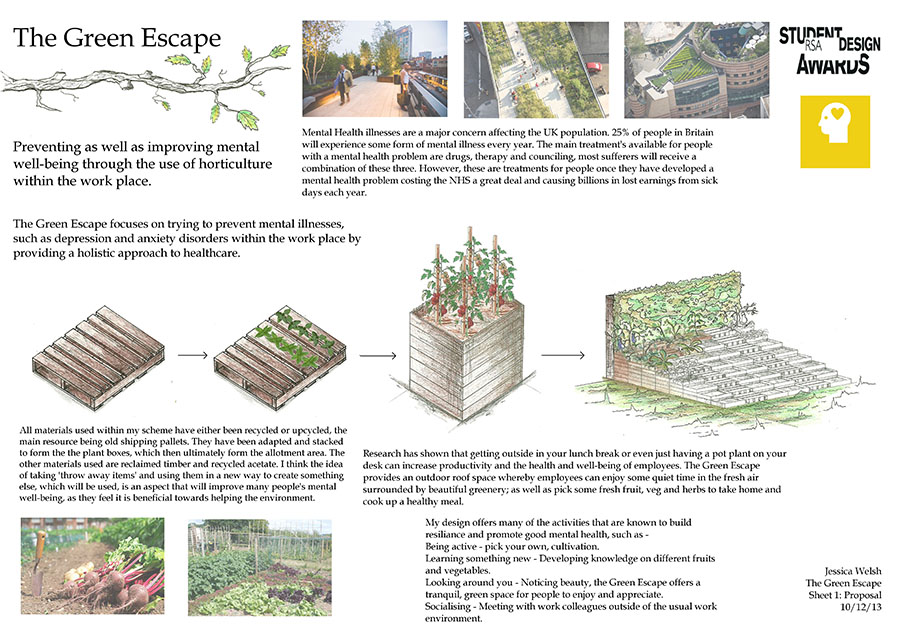 The Green Escape
STUDENT
RSA DESIGN
AWARDS
Preventing as well as improving mental
well-being through the use of horticulture
within the work place.
Mental Health illnesses are a major concern affecting the UK population. 25% of people in Britain
will experience some form of mental illness every year. The main treatment's available for people
with a mental health problem are drugs, therapy and counciling, most sufferers will receive a
combination of these three. However, these are treatments for people once they have developed a
mental health problem costing the NHS a great deal and causing billions in lost earnings from sick
days each year.
The Green Escape focuses on trying to prevent mental illnesses,
such as depression and anxiety disorders within the work place by
providing a holistic approach to healthcare.
All materials used within my scheme have either been recycled or upcycled, the
main resource being old shipping pallets. They have been adapted and stacked
to form the the plant boxes, which then ultimately form the allotment area. The
other materials used are reclaimed timber and recycled acetate. I think the idea
of taking 'throw away items' and using them in a new way to create something
else, which will be used, is an aspect that will improve many people's mental
well-being, as they feel it is beneficial towards helping the environment.
Research has shown that getting outside in your lunch break or even just having a pot plant on your
desk can increase productivity and the health and well-being of employees. The Green Escape
provides an outdoor roof space whereby employees can enjoy some quiet time in the fresh air
surrounded by beautiful greenery; as well as pick some fresh fruit, veg and herbs to take home and
cook up a healthy meal.
My design offers many of the activities that are known to build
resiliance and promote good mental health, such as -
Being active - pick your own, cultivation.
Learning something new - Developing knowledge on different fruits
and vegetables.
Looking around you - Noticing beauty, the Green Escape offers a
tranquil, green space for people to enjoy and appreciate.
Socialising - Meeting with work colleagues outside of the usual work
environment.
Jessica Welsh
The Green Escape
Sheet 1: Proposal
10/12/13